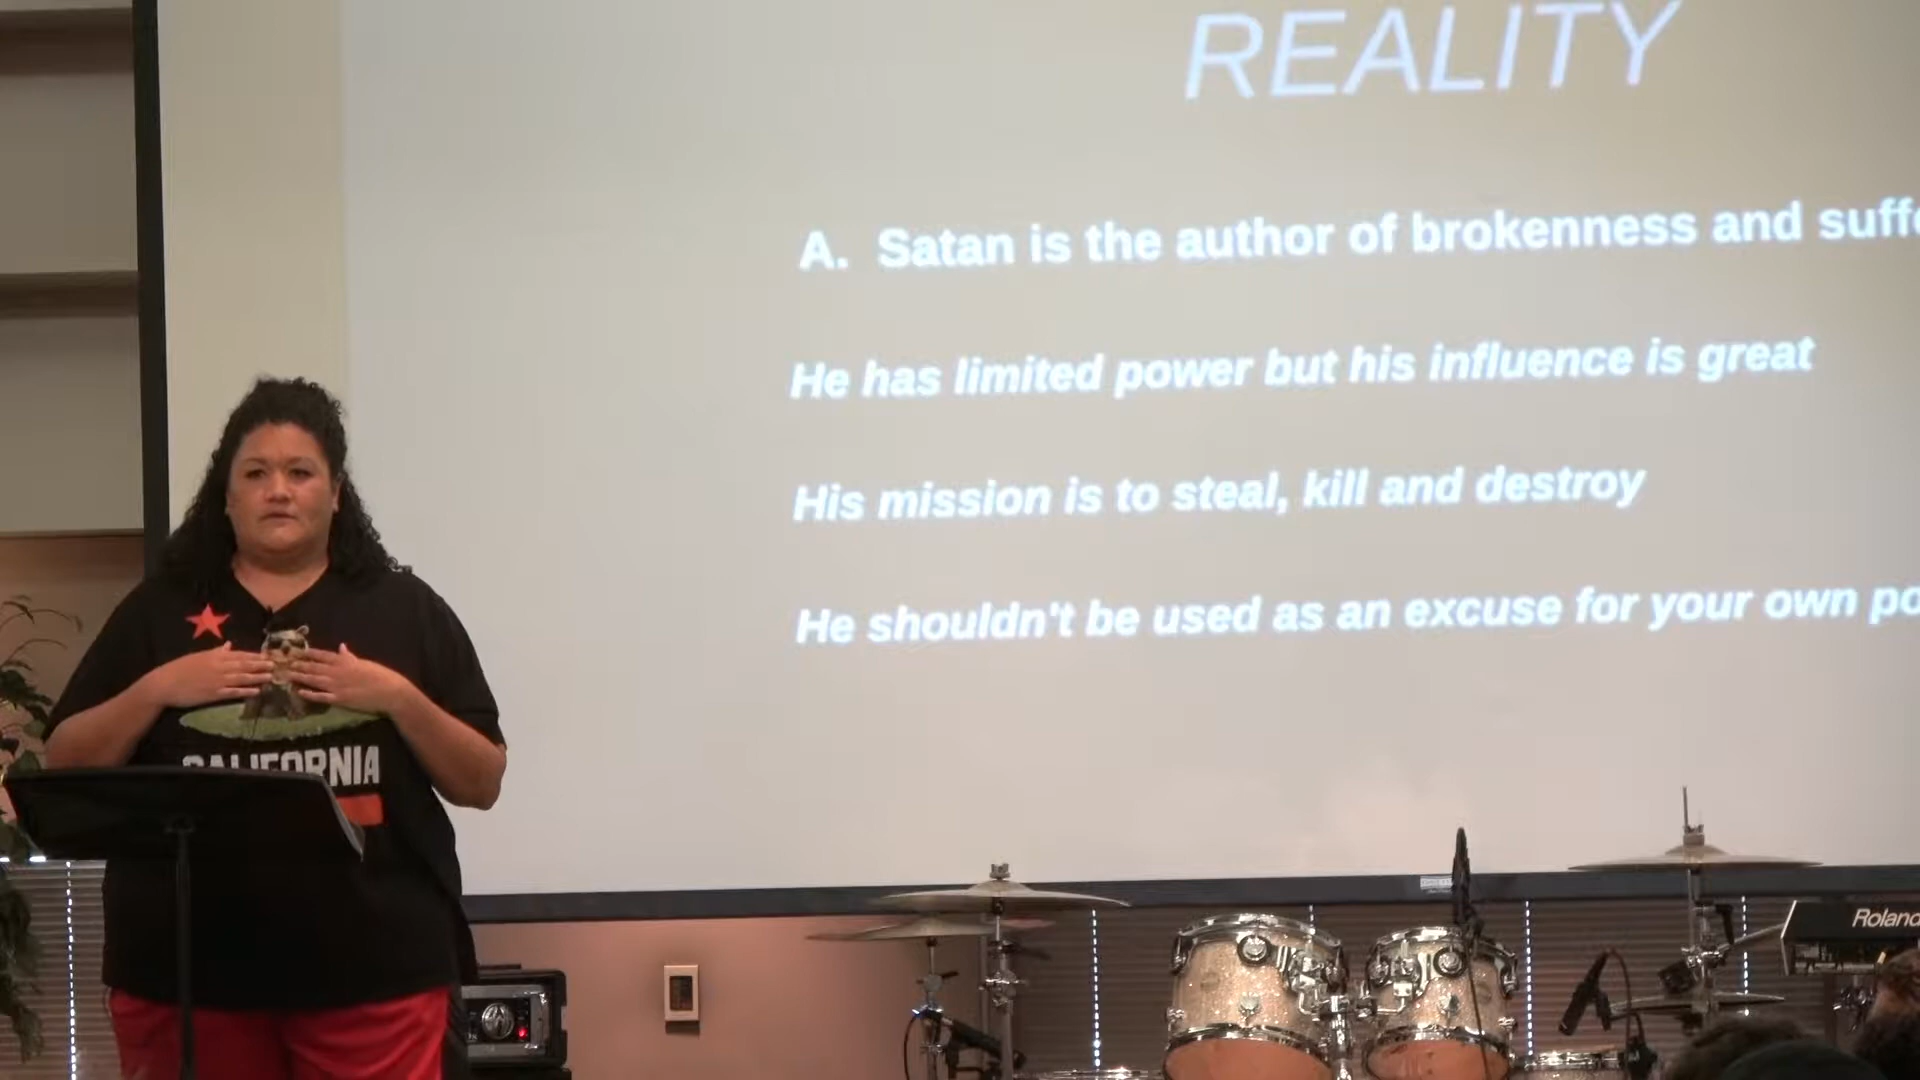 REALITY
A. Satan is the author of brokenness and
He has limited power but his influence is great
His mission is to steal, kill and destroy
He shouldn't be used as an excuse for your own
CALIFORNIA
Roland